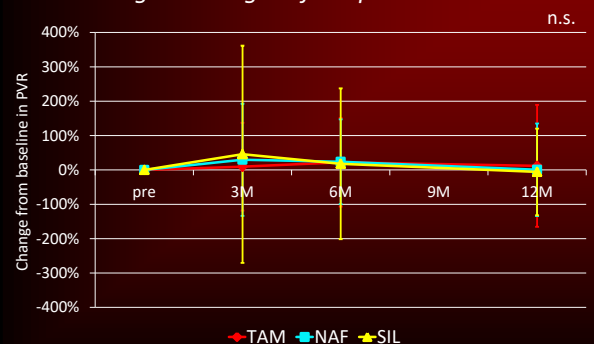 n.s.
Change from baseline in PVR
400%
300%
200%
100%
0%
-100%
-200%
-300%
-400%
pre 3M 6M 9M 12M
TAM NAF SIL